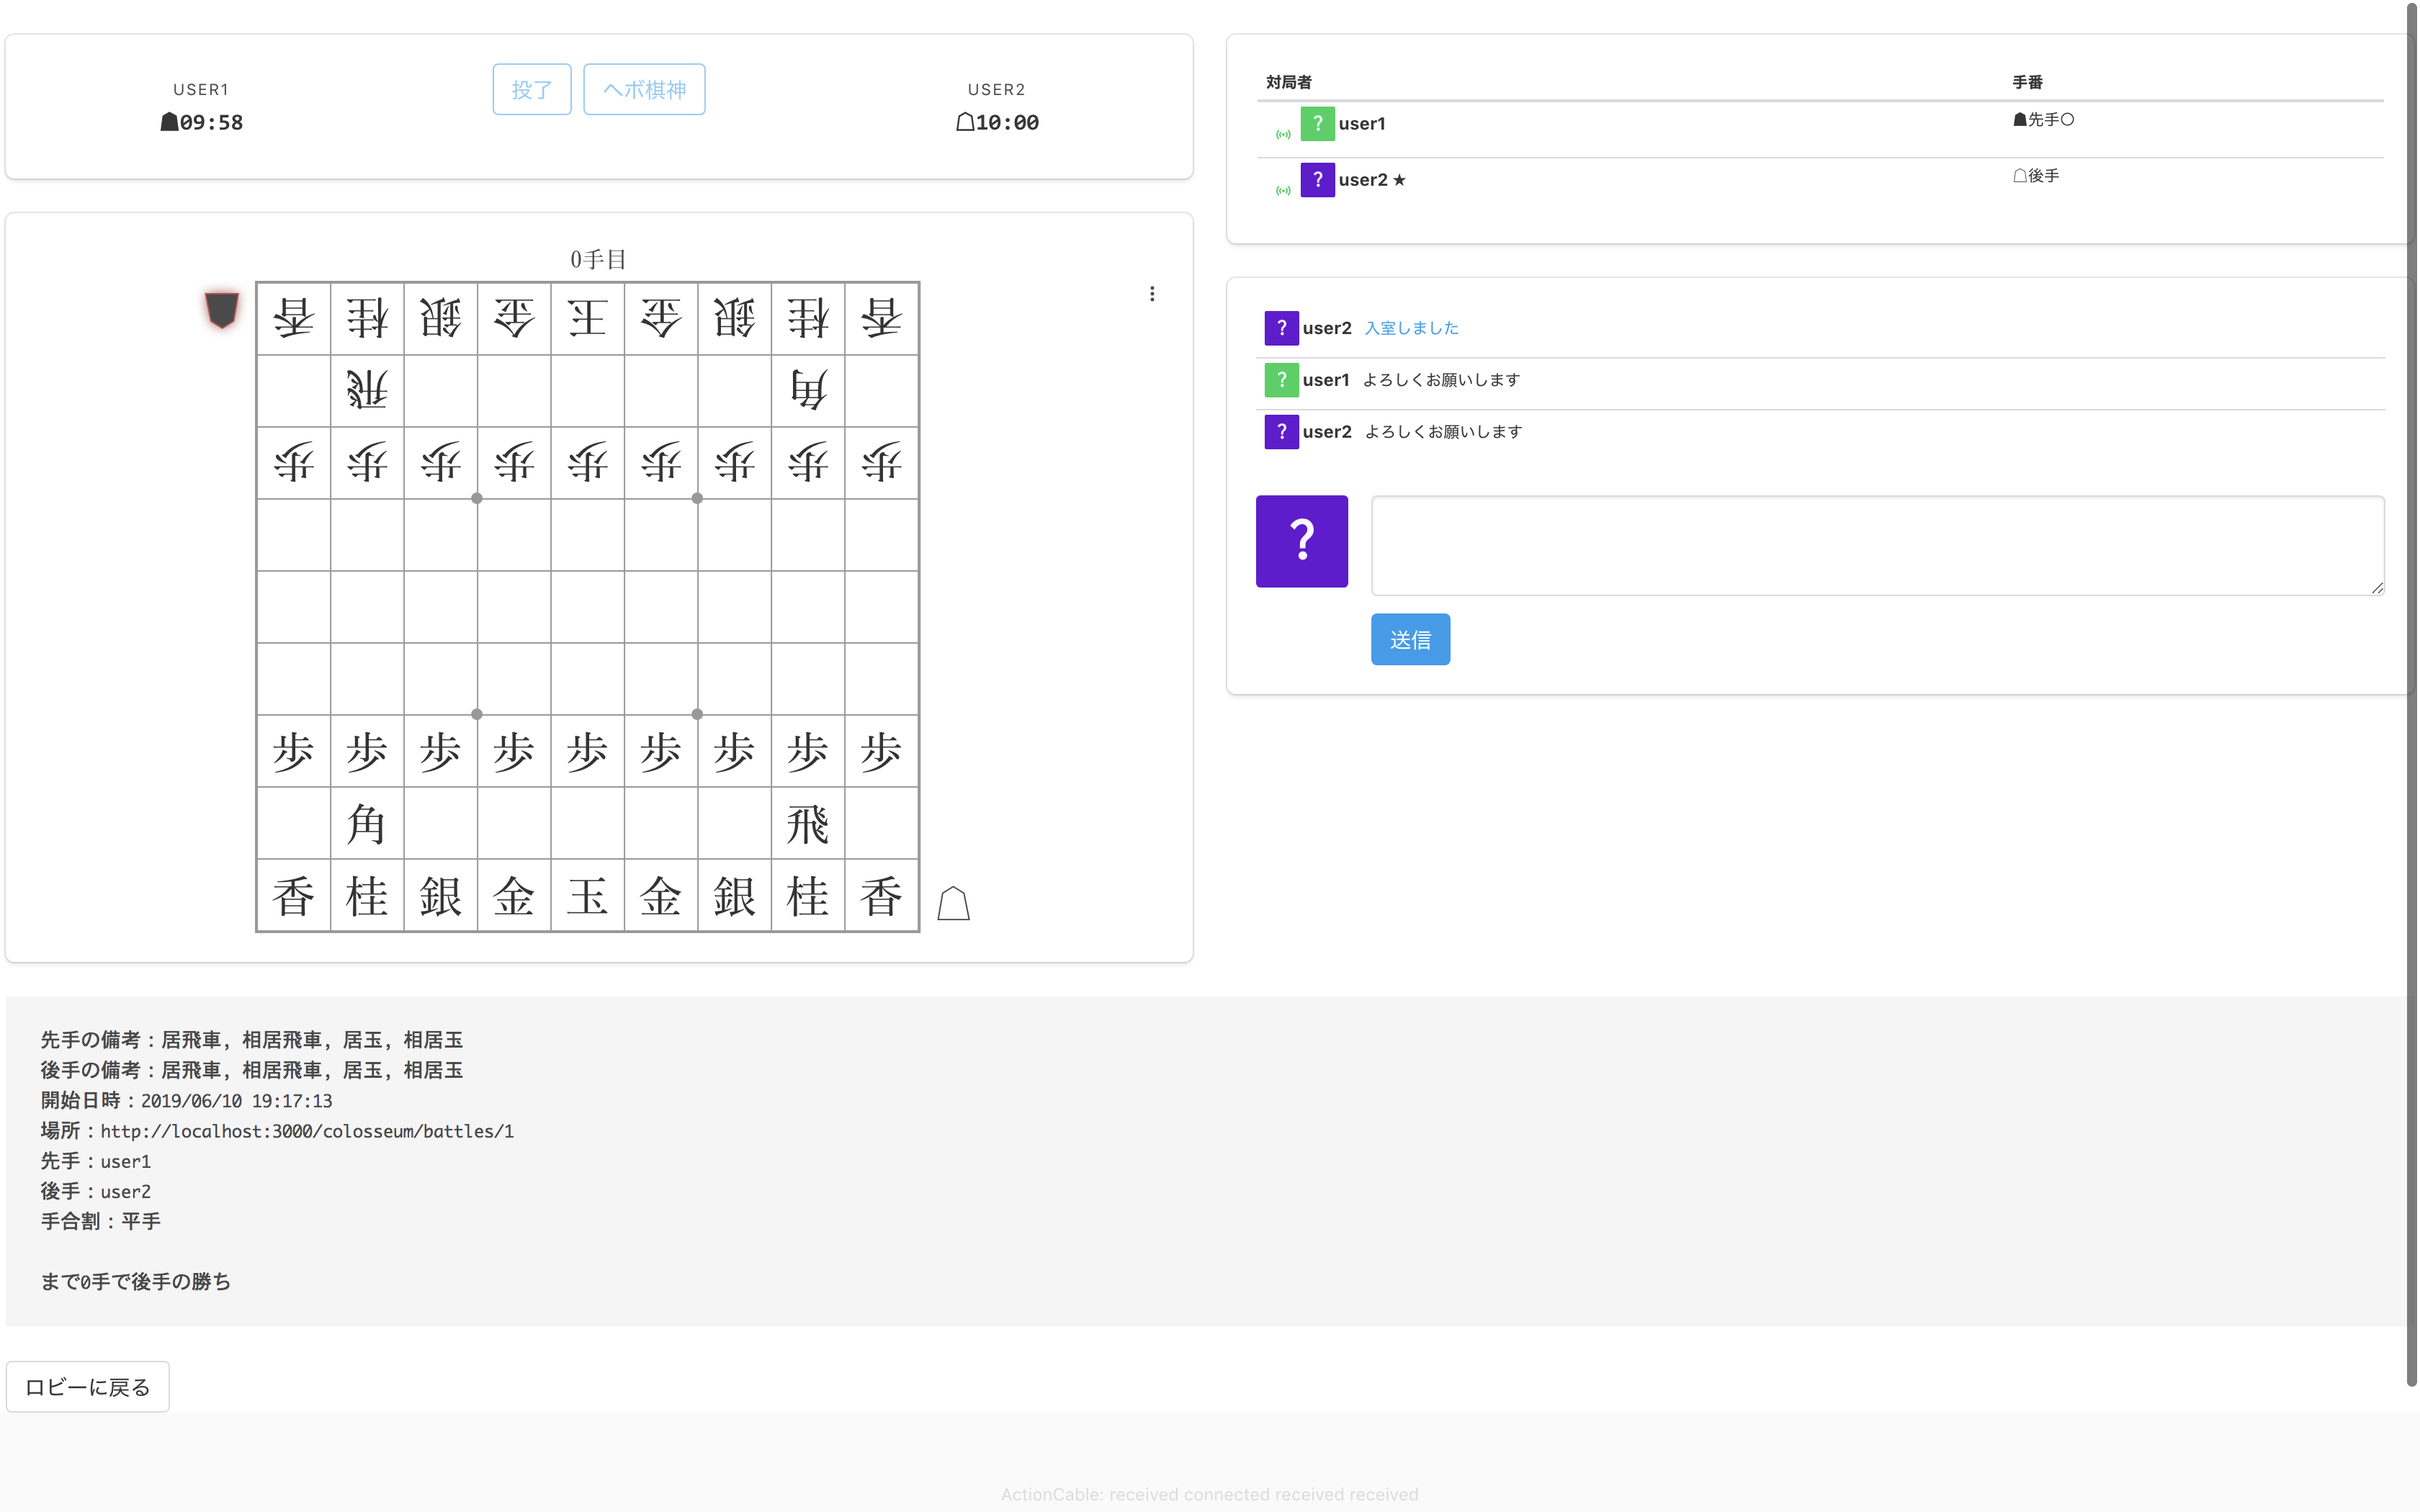 USER1
☗09:58
投了
ヘボ棋神
USER2
☖10:00
0手目
香 桂 銀 金 王 金 銀 桂 香
飛 角
歩 歩 歩 歩 歩 歩 歩 歩 歩
歩 歩 歩 歩 歩 歩 歩 歩 歩
角 飛
香 桂 銀 金 玉 金 銀 桂 香
先手の備考：居飛車, 相居飛車, 居玉, 相居玉
後手の備考：居飛車, 相居飛車, 居玉, 相居玉
開始日時：2019/06/10 19:17:13
場所：http://localhost:3000/colosseum/battles/1
先手：user1
後手：user2
手合割：平手
まで0手で後手の勝ち
ロビーに戻る
対局者 手番
? user1 ☗先手○
? user2 ★ ☖後手
? user2 入室しました
? user1 よろしくお願いします
? user2 よろしくお願いします
?
送信
ActionCable: received connected received received